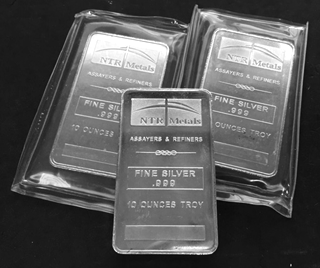 NTR Metals
ASSAYERS & REFINERS
FINE SILVER
.999
10 OUNCES TROY
NTR Metals
ASSAYERS & REFINERS
FINE SILVER
.999
OUNCES TROY
NTR Metals
ASSAYERS & REFINERS
FINE SILVER
.999
10 OUNCES TROY